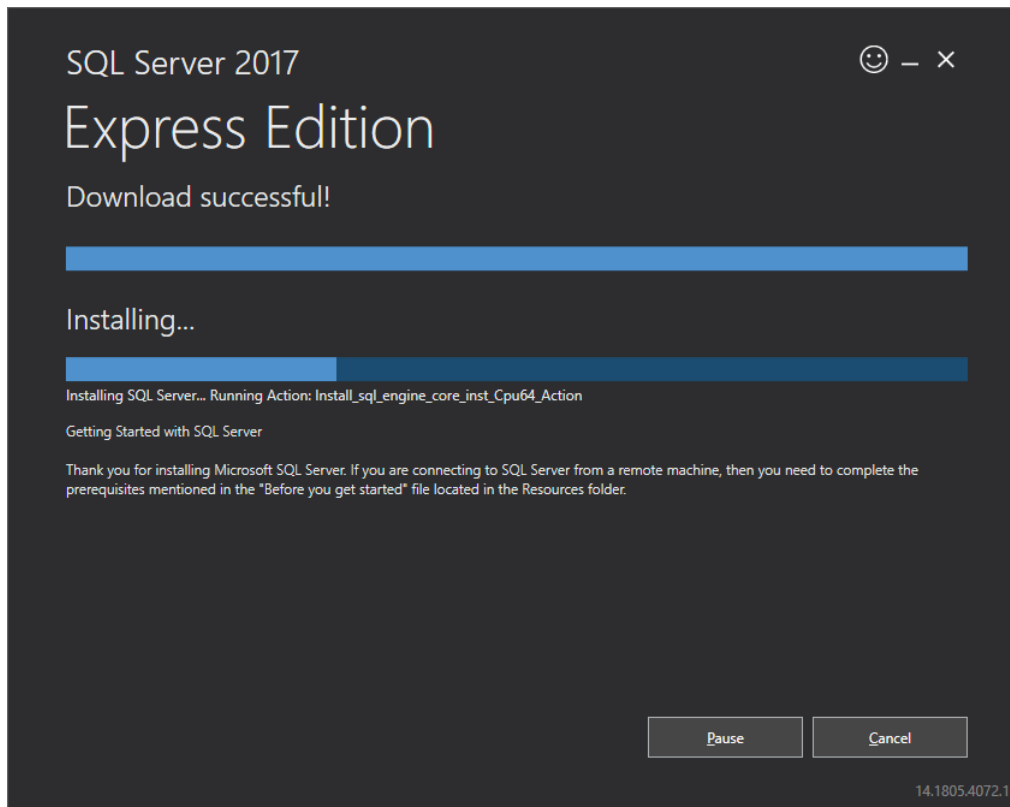 SQL Server 2017
Express Edition
Download successful!
Installing...
Installing SQL Server... Running Action: Install_sql_engine_core_inst_Cpu64_Action
Getting Started with SQL Server
Thank you for installing Microsoft SQL Server. If you are connecting to SQL Server from a remote machine, then you need to complete the
prerequisites mentioned in the "Before you get started" file located in the Resources folder.
Pause
Cancel
14.1805.4072.1